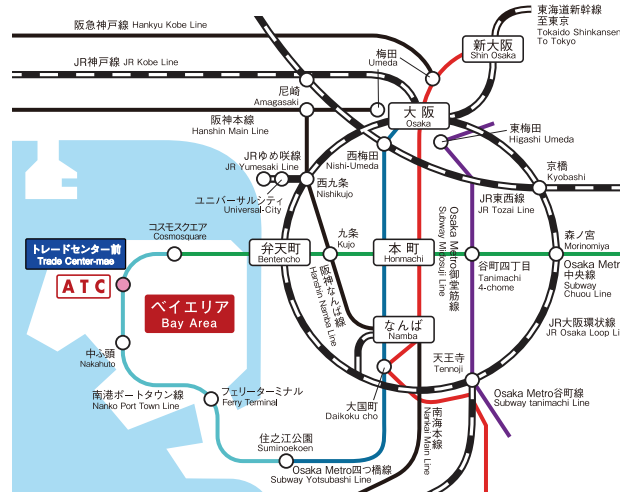 阪急神戸線 Hankyu Kobe Line
東海道新幹線
至東京
Tokaido Shinkansen
To Tokyo
梅田
Umeda
新大阪
Shin Osaka
JR神戸線 JR Kobe Line
尼崎
Amagasaki
大阪
Osaka
阪神本線
Hanshin Main Line
東梅田
Higashi Umeda
西梅田
Nishi-Umeda
JRゆめ咲線
JR Yumesaki Line
京橋
Kyobashi
西九条
Nishikujo
ユニバーサルシティ
Universal-City
JR東西線
JR Tozai Line
コスモスクエア
Cosmosquare
九条
Kujo
Osaka Metro御堂筋線
Subway Midosuji Line
森ノ宮
Morinomiya
トレードセンター前
Trade Center-mae
弁天町
Bentencho
本町
Honmachi
谷町四丁目
Tanimachi
4-chome
Osaka Metro
中央線
Subway
Chuou Line
ATC
阪神なんば線
Hanshin Namba Line
ベイエリア
Bay Area
なんば
Namba
JR大阪環状線
JR Osaka Loop Li
中ふ頭
Nakahuto
天王寺
Tennoji
南港ポートタウン線
Nanko Port Town Line
フェリーターミナル
Ferry Terminal
大国町
Daikoku cho
南海本線
Nankai Main Line
Osaka Metro谷町線
Subway tanimachi Line
住之江公園
Suminoekoen
Osaka Metro四つ橋線
Subway Yotsubashi Line